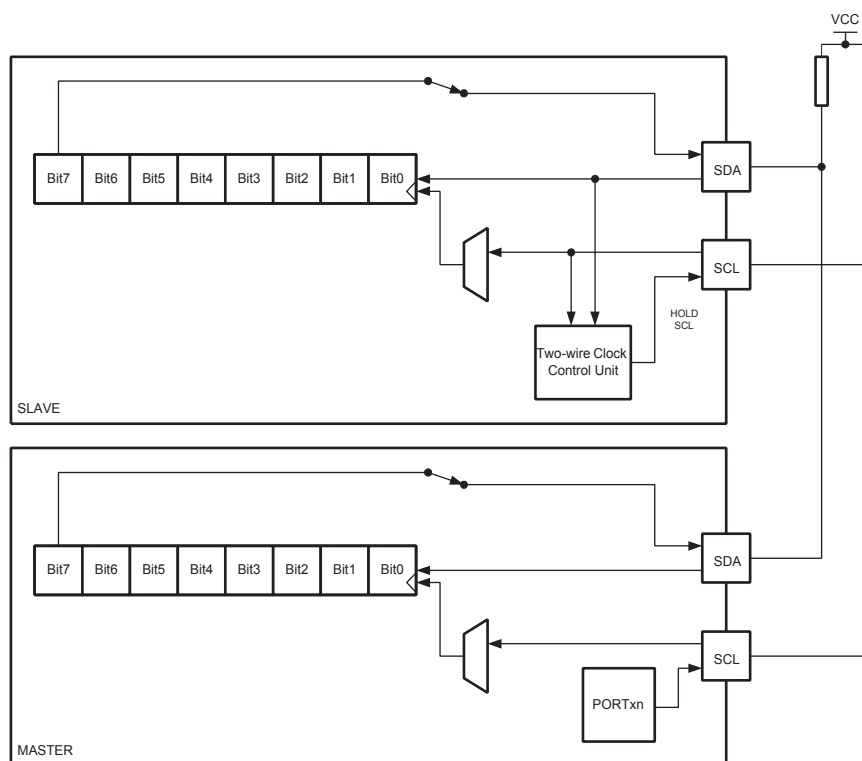 VCC
Bit7 Bit6 Bit5 Bit4 Bit3 Bit2 Bit1 Bit0
SDA
SCL
HOLD
SCL
Two-wire Clock
Control Unit
SLAVE
Bit7 Bit6 Bit5 Bit4 Bit3 Bit2 Bit1 Bit0
SDA
SCL
PORTxn
MASTER